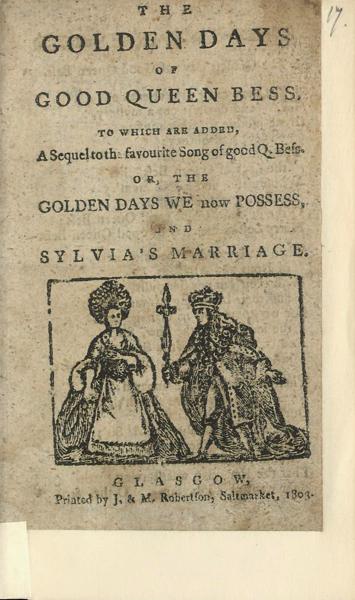 17.
THE
GOLDEN DAYS
OF
GOOD QUEEN BESS.
TO WHICH ARE ADDED,
A Sequel to the favourite Song of good Q. Beſs.
OR, THE
GOLDEN DAYS WE now POSSESS,
AND
SYLVIA'S MARRIAGE.
GLASGOW,
Printed by J. & M. Robertſon, Saltmarket, 1803.